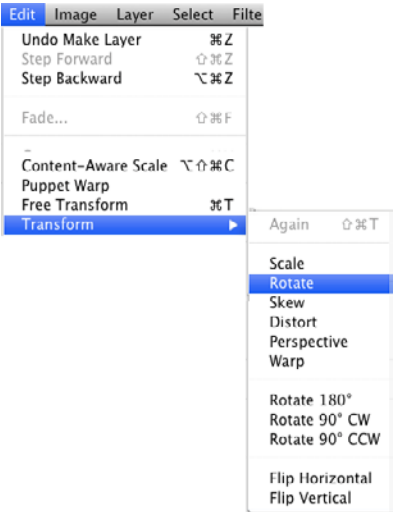 Edit Image Layer Select Filte
Undo Make Layer ⌘Z
Step Forward ⇧⌘Z
Step Backward ⌥⌘Z
Fade... ⇧⌘F
Content-Aware Scale ⌥⇧⌘C
Puppet Warp
Free Transform ⌘T
Transform ▶
Again ⇧⌘T
Scale
Rotate
Skew
Distort
Perspective
Warp
Rotate 180°
Rotate 90° CW
Rotate 90° CCW
Flip Horizontal
Flip Vertical